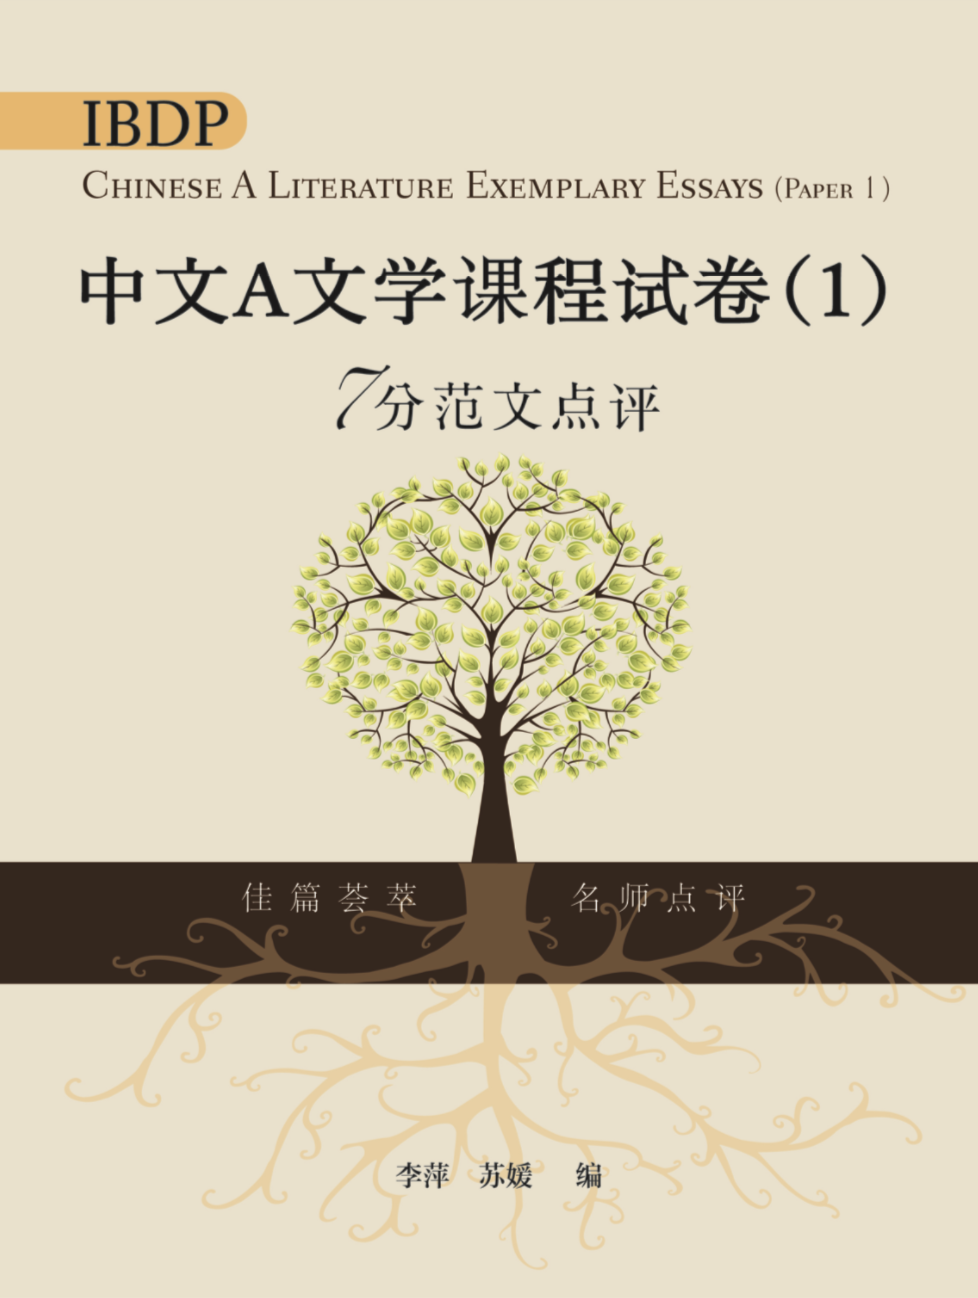 IBDP
CHINESE A LITERATURE EXEMPLARY ESSAYS (PAPER 1)
中文A文学课程试卷(1)
7分范文点评
佳篇荟萃 名师点评
李萍 苏媛 编